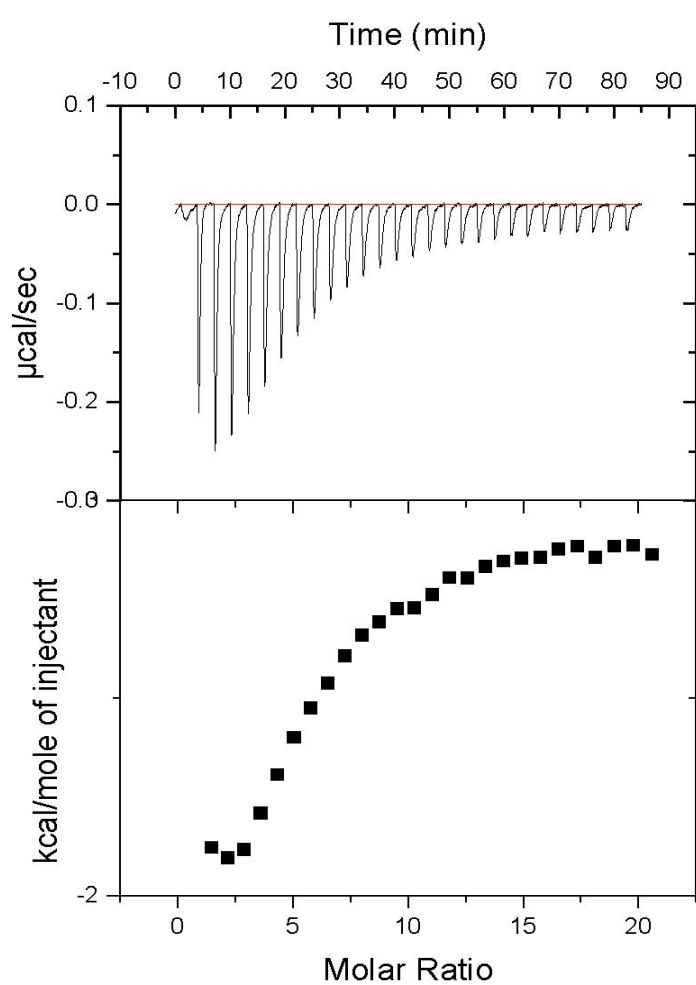 Time (min)
-10 0 10 20 30 40 50 60 70 80 90
0.1
0.0
-0.1
-0.2
µcal/sec
kcal/mole of injectant
-2
0 5 10 15 20
Molar Ratio